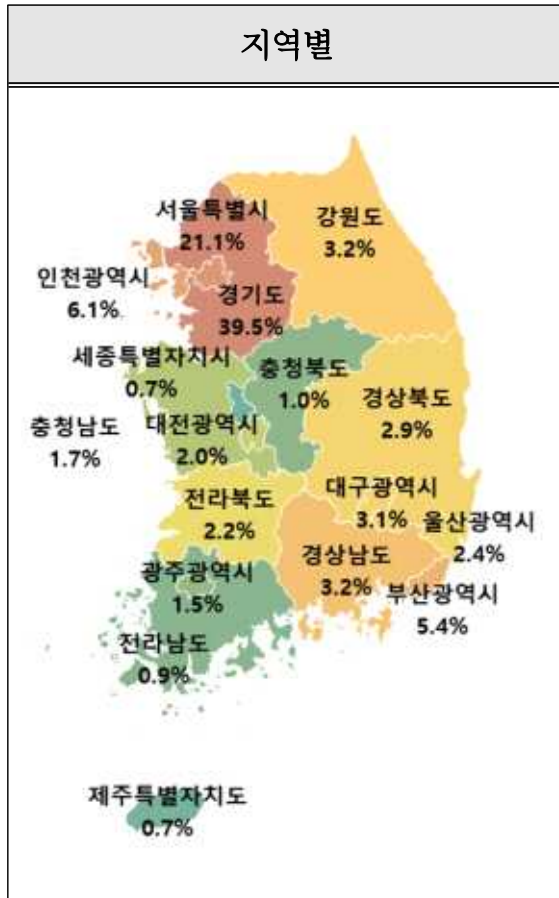 지역별
서울특별시
21.1%
강원도
3.2%
인천광역시
6.1%
경기도
39.5%
세종특별자치시
0.7%
충청북도
1.0%
경상북도
2.9%
충청남도
1.7%
대전광역시
2.0%
대구광역시
3.1%
울산광역시
2.4%
전라북도
2.2%
경상남도
3.2%
부산광역시
5.4%
광주광역시
1.5%
전라남도
0.9%
제주특별자치도
0.7%